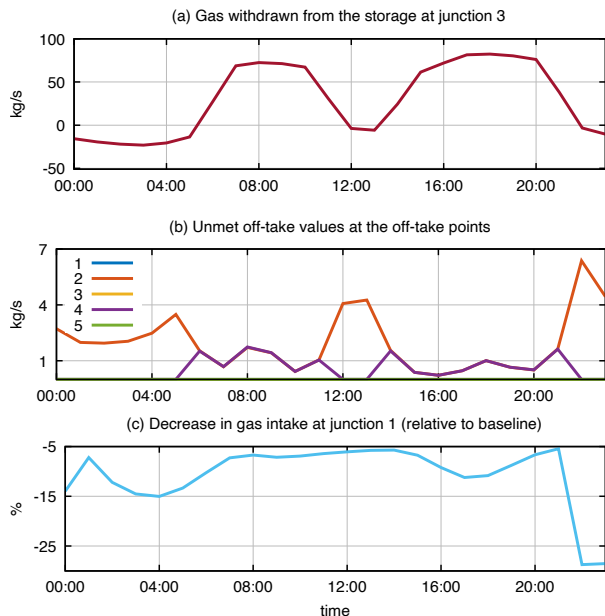 (a) Gas withdrawn from the storage at junction 3
100
50
0
-50
kg/s
00:00 04:00 08:00 12:00 16:00 20:00
(b) Unmet off-take values at the off-take points
7
4
1
kg/s
1
2
3
4
5
00:00 04:00 08:00 12:00 16:00 20:00
(c) Decrease in gas intake at junction 1 (relative to baseline)
-5
-15
-25
%
00:00 04:00 08:00 12:00 16:00 20:00
time